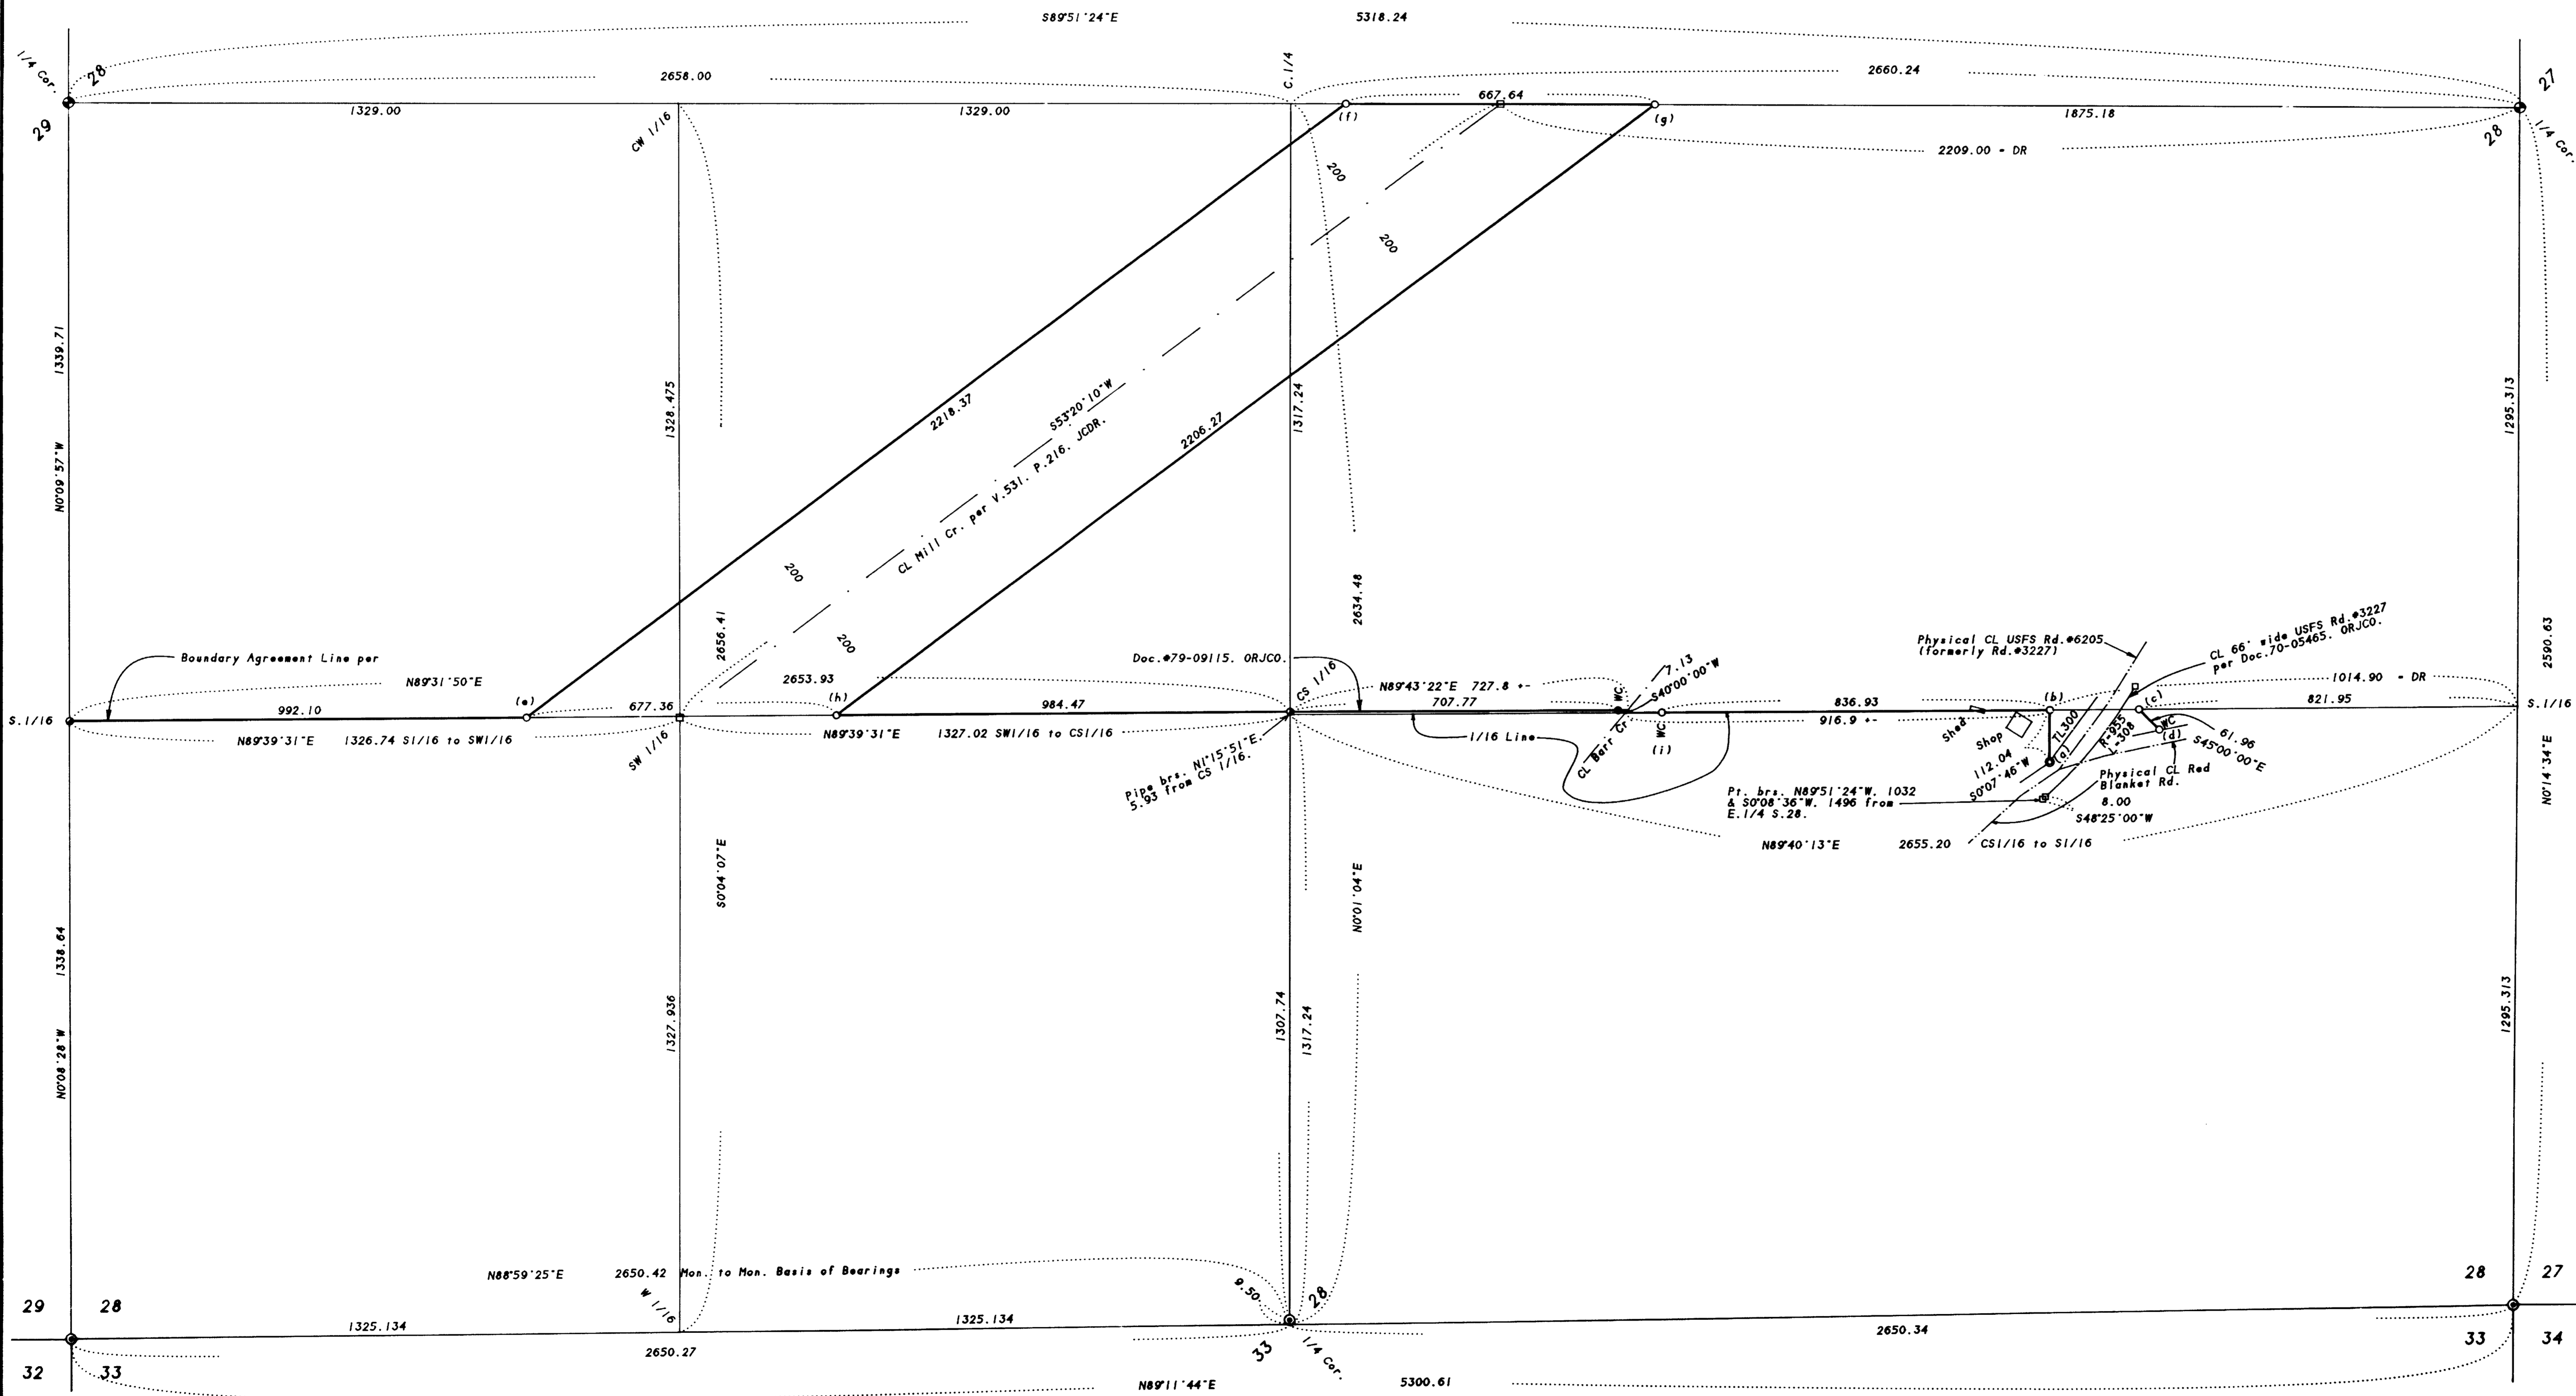 S89°51'24"E 5318.24
1/4 Cor.
28
29
2658.00
C.1/4
2660.24
27
28
1/4 Cor.
1329.00
CW 1/16
1329.00
(f)
667.64
(g)
1875.18
2209.00 - DR
200
200
1339.71
N0°09'57"W
1328.475
2218.37
S53°20'10"W
CL Mill Cr. per V.531. P.216. JCDR.
2206.27
1317.24
1295.313
200
200
2656.41
2634.48
2590.63
Boundary Agreement Line per
Doc.#79-09115. ORJCO.
N89°31'50"E
2653.93
S.1/16
992.10
(e)
677.36
(h)
984.47
CS 1/16
N89°43'22"E 727.8 +-
707.77
WC
7.13
S40°00'00"W
CL Barr Cr
WC
(i)
836.93
916.9 +-
Physical CL USFS Rd.#6205
(formerly Rd.#3227)
CL 66' wide USFS Rd.#3227
per Doc.70-05465. ORJCO.
1014.90 - DR
821.95
S.1/16
(b)
(c)
Shed
Shop
TL300
R-955
L-308
WC
(d)
61.96
S45°00'00"E
112.04
S0°07'46"W
(a)
Physical CL Red
Blanket Rd.
8.00
S48°25'00"W
N89°39'31"E 1326.74 S1/16 to SW1/16
SW 1/16
N89°39'31"E 1327.02 SW1/16 to CS1/16
1/16 Line
Pipe brs. N1°15'51"E.
5.93 from CS 1/16.
Pt. brs. N89°51'24"W. 1032
& S0°08'36"W. 1496 from
E.1/4 S.28.
N89°40'13"E 2655.20 CS1/16 to S1/16
N0°14'34"E
S0°04'07"E
N0°01'04"E
1338.64
N0°08'28"W
1327.936
1307.74
1317.24
1295.313
N88°59'25"E 2650.42 Mon. to Mon. Basis of Bearings
W 1/16
9.50
28
28 27
29 28
1325.134
1325.134
2650.34
2650.27
33
1/4 Cor.
33 34
32 33
N89°11'44"E 5300.61